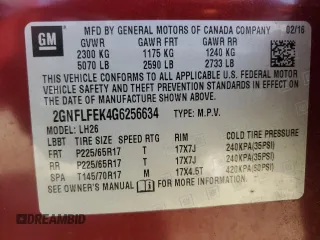 GM
MFD BY GENERAL MOTORS OF CANADA COMPANY 02/16
GVWR GAWR FRT GAWR RR
2300 KG 1175 KG 1240 KG
5070 LB 2590 LB 2733 LB
THIS VEHICLE CONFORMS TO ALL APPLICABLE U.S. FEDERAL MOTOR
VEHICLE SAFETY AND THEFT PREVENTION STANDARDS IN EFFECT
ON THE DATE OF MANUFACTURE SHOWN ABOVE.
2GNFLFEK4G6256634 TYPE: M.P.V.
MODEL: LH26
LBBT TIRE SIZE SPEED RTG RIM
FRT P225/65R17 T 17X7J 240KPA(35PSI)
RR P225/65R17 T 17X7J 240KPA(35PSI)
SPA T145/70R17 M 17X4.5T 420KPA(60PSI)
SEE OWNER'S MANUAL FOR MORE INFORMATION.
DREAMBID